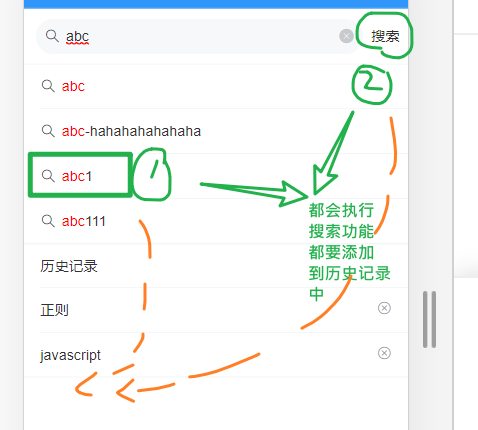 abc
搜索
abc
2
abc-hahahahahahaha
abc1
1
abc111
都会执行
搜索功能
都要添加
到历史记录
中
历史记录
正则
javascript